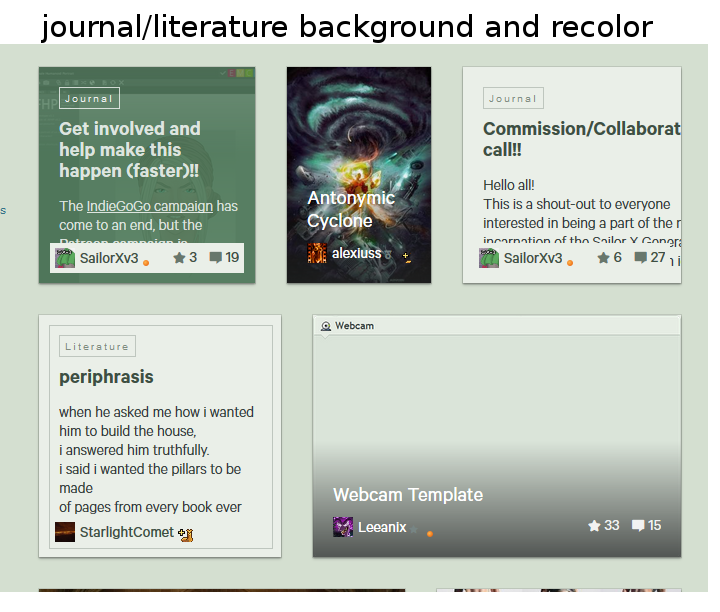 journal/literature background and recolor
Journal
Get involved and
help make this
happen (faster)!!
The IndieGoGo campaign has
come to an end, but the
Patreon campaign is
SailorXv3 3 19
Antonymic
Cyclone
alexiuss
Journal
Commission/Collaborat
call!!
Hello all!
This is a shout-out to everyone
interested in being a part of the r
incarnation of the Sailor X Genera
SailorXv3 6 27
s
Literature
periphrasis
when he asked me how i wanted
him to build the house,
i answered him truthfully.
i said i wanted the pillars to be
made
of pages from every book ever
StarlightComet
Webcam
Webcam Template
Leeanix 33 15